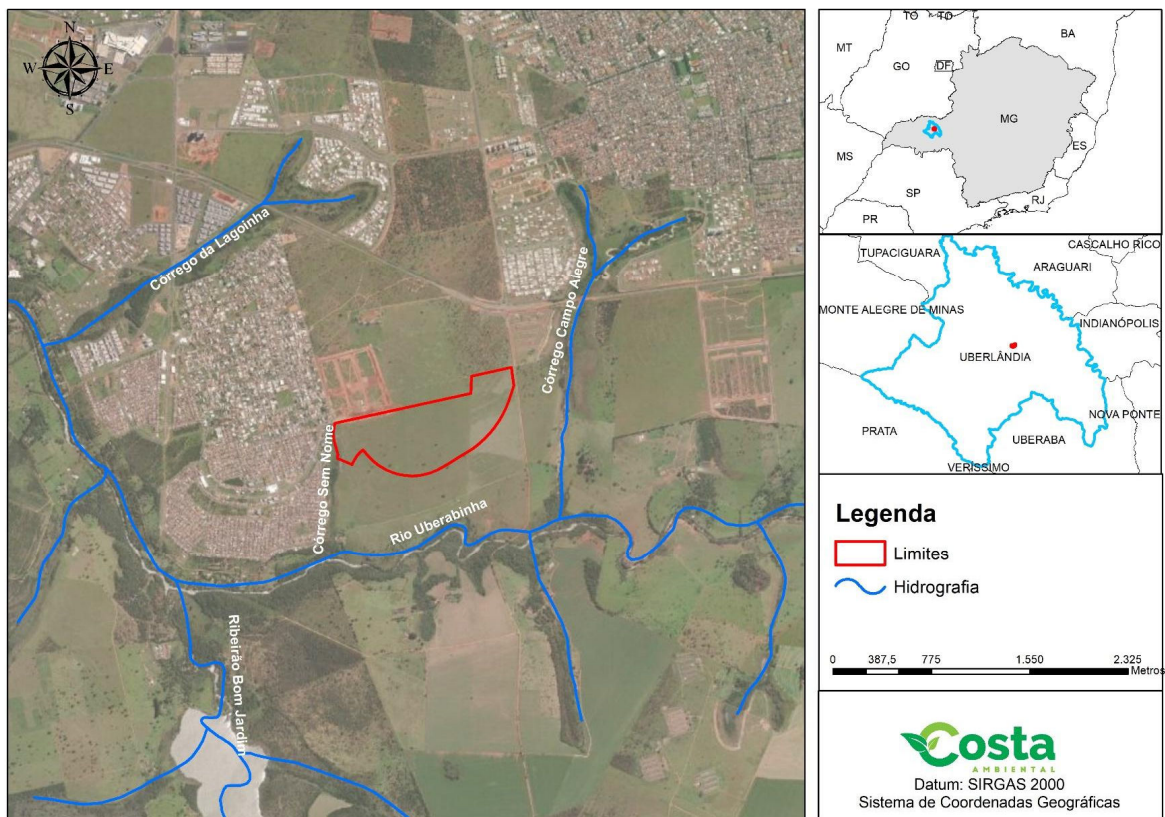 N
W
E
S
Córrego da Lagoinha
Córrego Campo Alegre
Córrego Sem Nome
Rio Uberabinha
Ribeirão Bom Jardim
TO
TO
BA
MT
GO
DF
MG
MS
ES
SP
RJ
PR
TUPACIGUARA
CASCALHO RICO
ARAGUARI
MONTE ALEGRE DE MINAS
INDIANÓPOLIS
UBERLÂNDIA
NOVA PONTE
PRATA
UBERABA
VERÍSSIMO
Legenda
Limites
Hidrografia
0 387,5 775 1.550 2.325
Metros
Costa
AMBIENTAL
Datum: SIRGAS 2000
Sistema de Coordenadas Geográficas